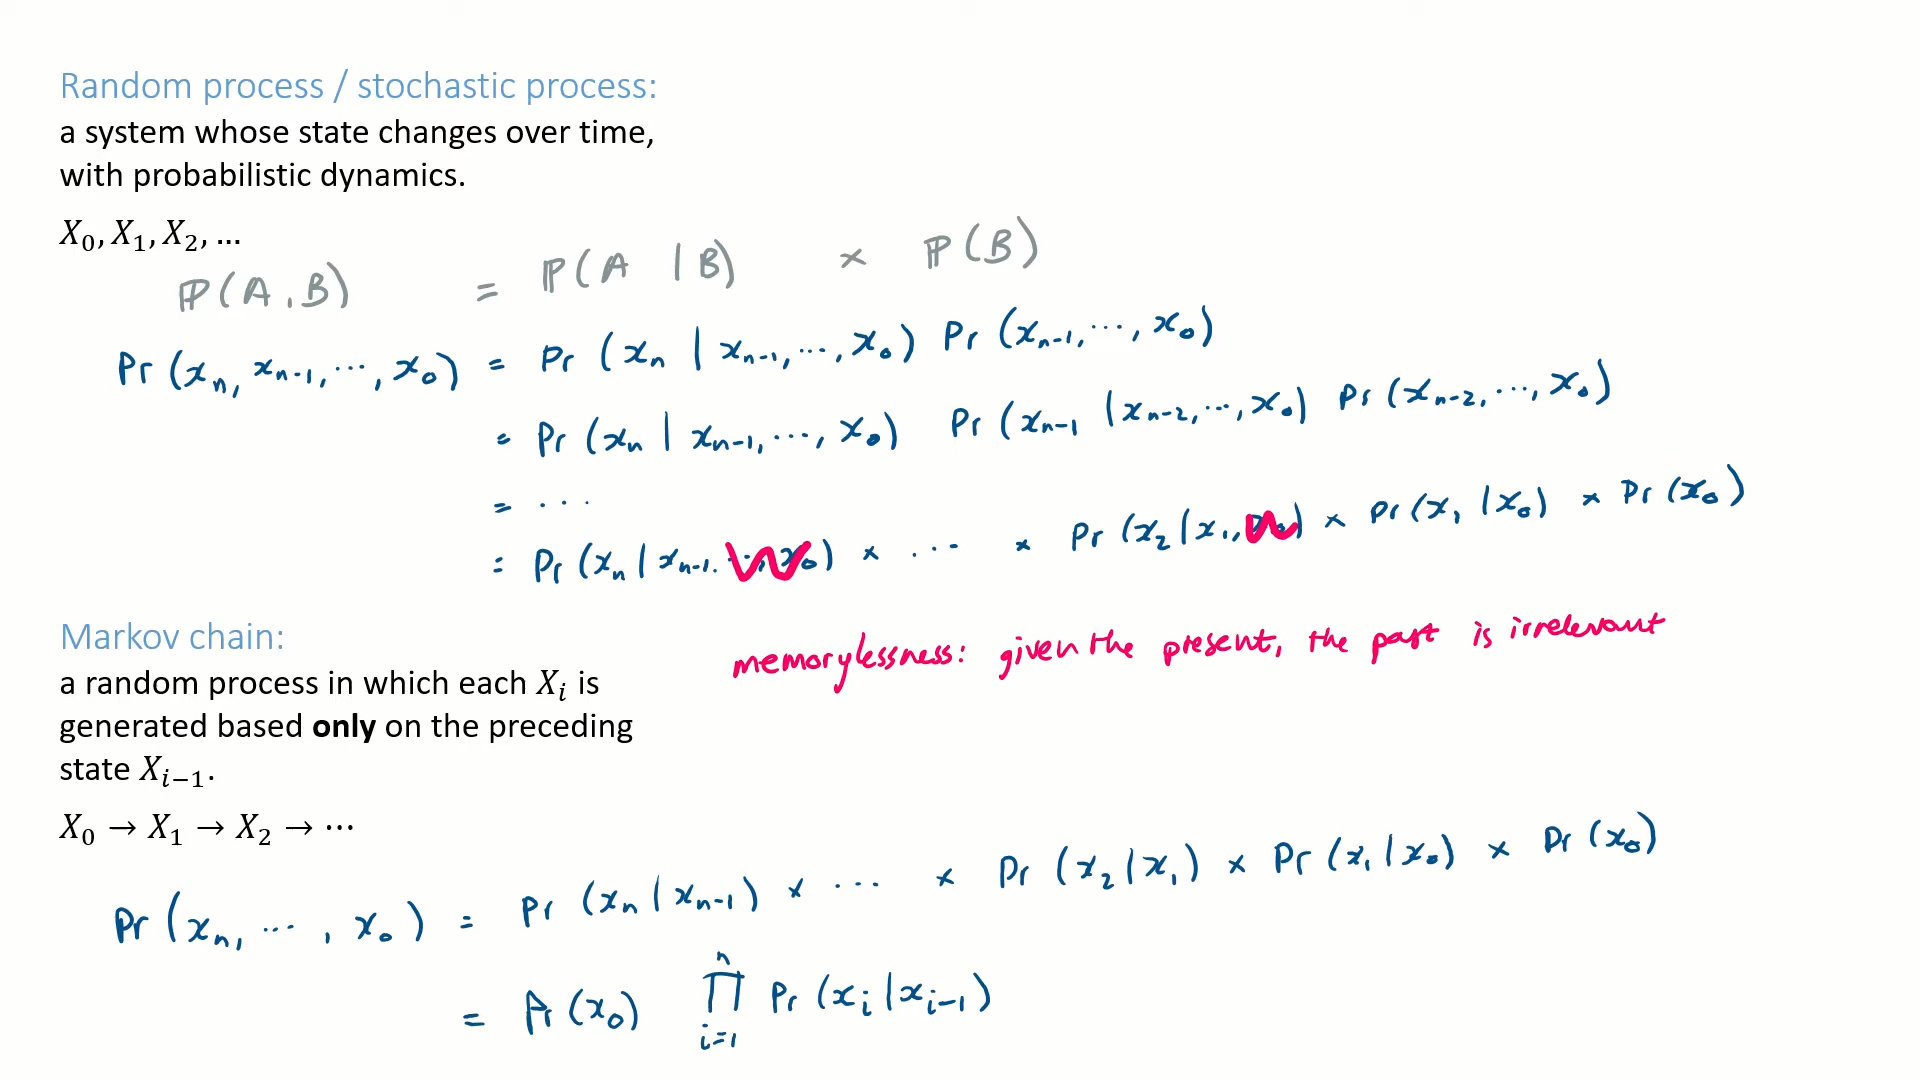 Random process / stochastic process:
a system whose state changes over time,
with probabilistic dynamics.
X₀, X₁, X₂, …
ℙ(A, B) = ℙ(A | B) × ℙ(B)
Pr(xₙ, xₙ₋₁, ⋯, x₀) = Pr(xₙ | xₙ₋₁, ⋯, x₀) Pr(xₙ₋₁, ⋯, x₀)
= Pr(xₙ | xₙ₋₁, ⋯, x₀) Pr(xₙ₋₁ | xₙ₋₂, ⋯, x₀) Pr(xₙ₋₂, ⋯, x₀)
= ⋯
= Pr(xₙ | xₙ₋₁, ⋯, x₀) × ⋯ × Pr(x₂ | x₁, x₀) × Pr(x₁ | x₀) × Pr(x₀)
memorylessness: given the present, the past is irrelevant
Markov chain:
a random process in which each Xᵢ is
generated based only on the preceding
state Xᵢ₋₁.
X₀ → X₁ → X₂ → ⋯
Pr(xₙ, ⋯, x₀) = Pr(xₙ | xₙ₋₁) × ⋯ × Pr(x₂ | x₁) × Pr(x₁ | x₀) × Pr(x₀)
= Pr(x₀) ∏ᵢ₌₁ⁿ Pr(xᵢ | xᵢ₋₁)